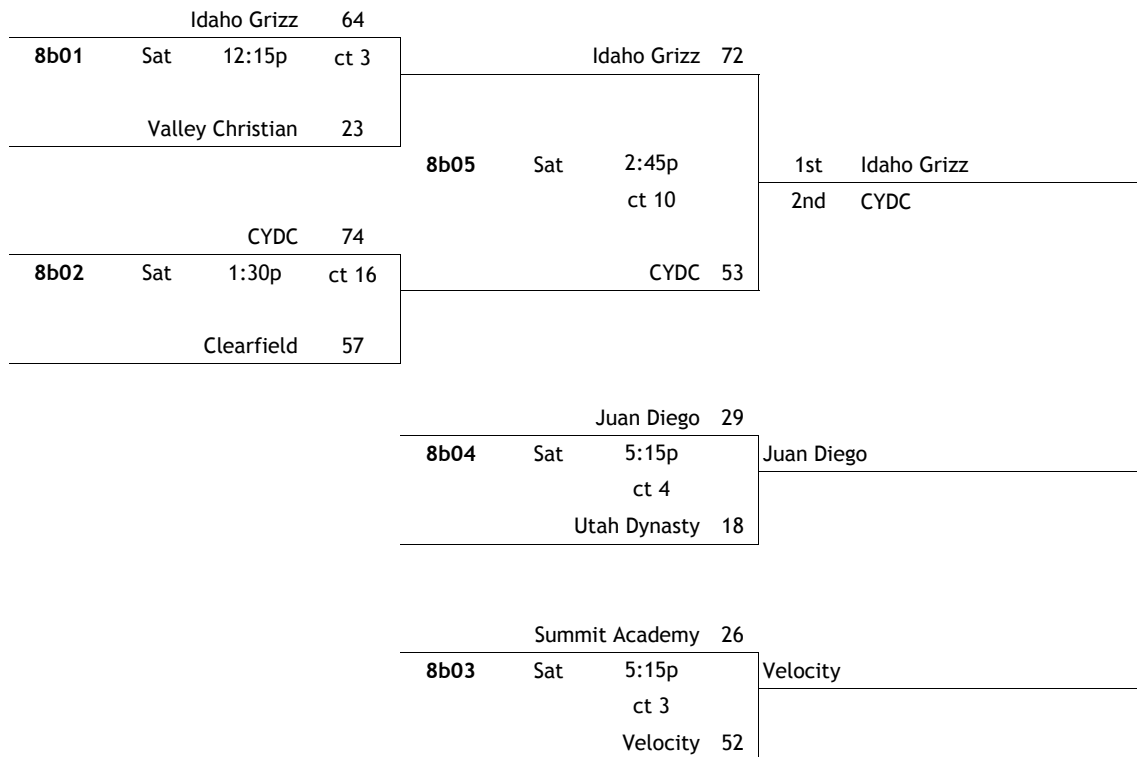 Idaho Grizz 64
8b01 Sat 12:15p ct 3
Idaho Grizz 72
Valley Christian 23
8b05 Sat 2:45p
ct 10
1st Idaho Grizz
2nd CYDC
CYDC 74
8b02 Sat 1:30p ct 16
CYDC 53
Clearfield 57
Juan Diego 29
8b04 Sat 5:15p
ct 4
Juan Diego
Utah Dynasty 18
Summit Academy 26
8b03 Sat 5:15p
ct 3
Velocity
Velocity 52